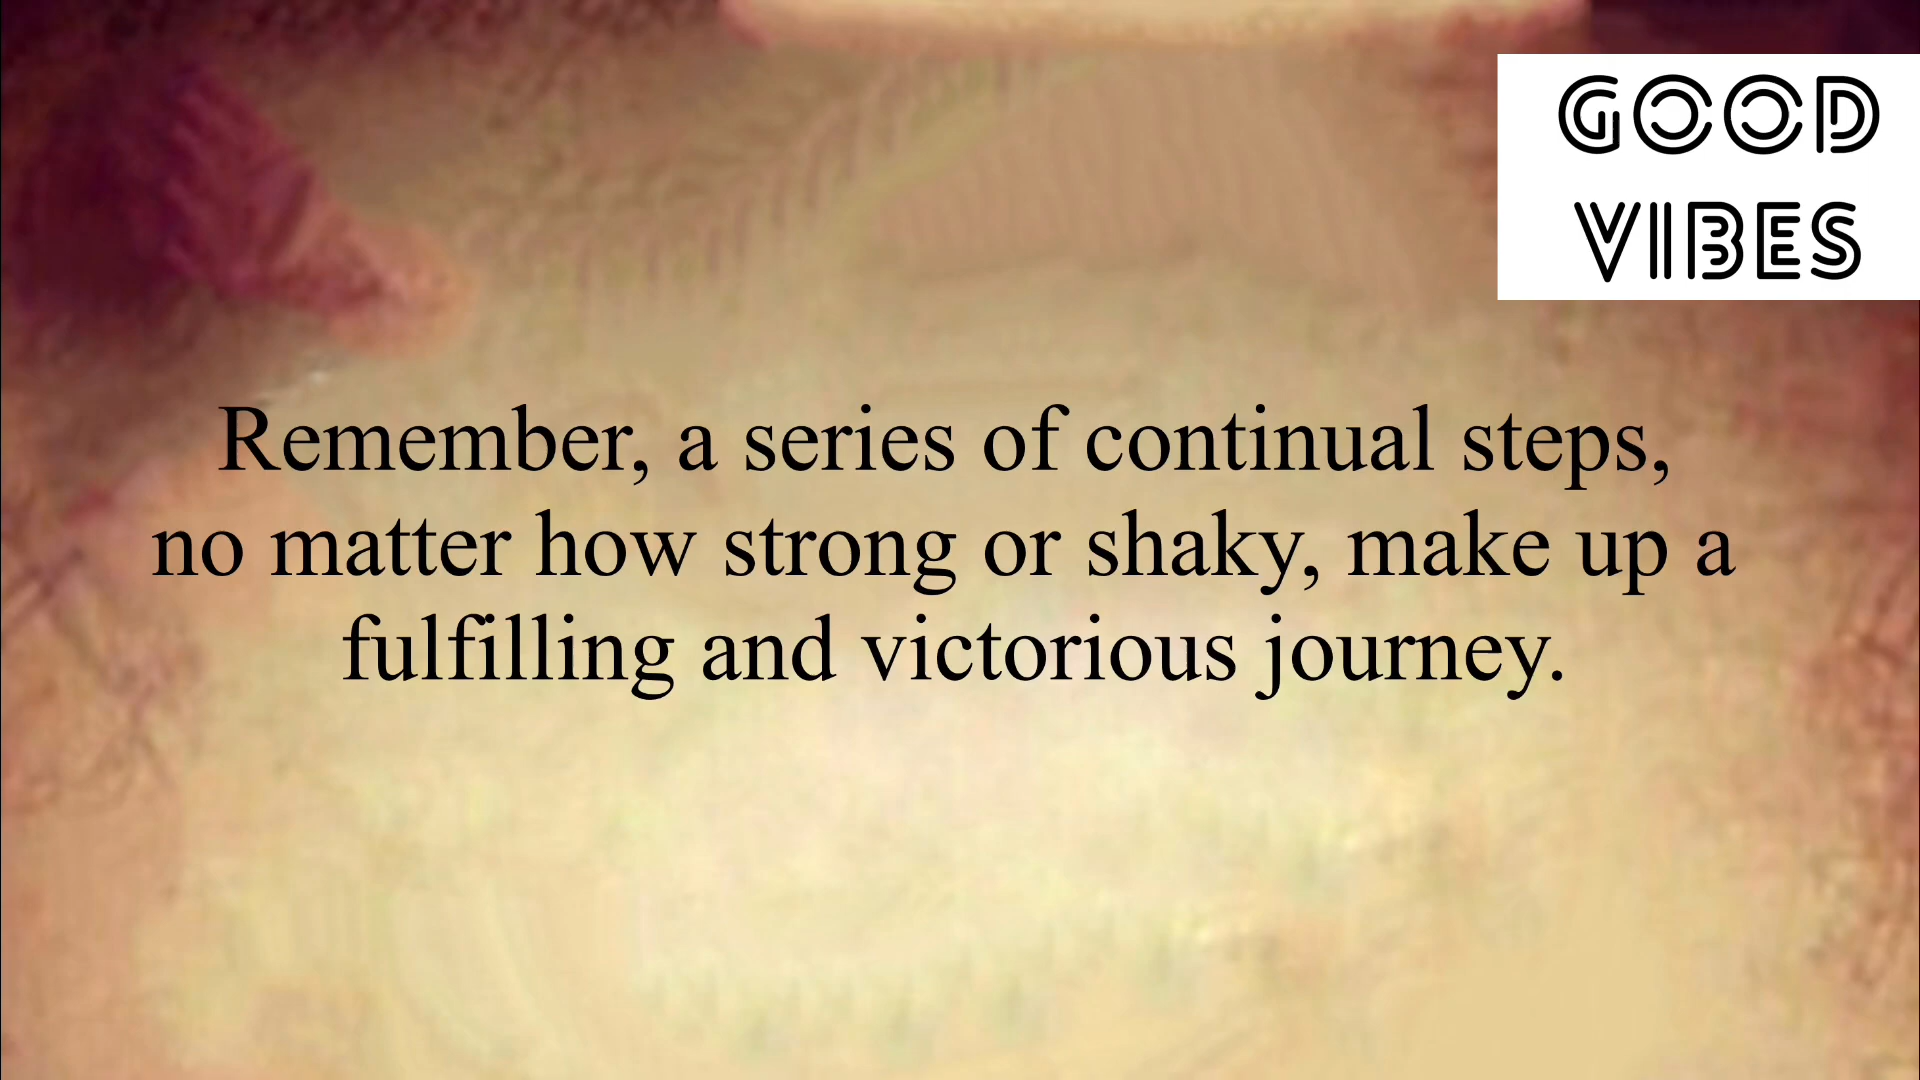 GOOD
VIBES
Remember, a series of continual steps,
no matter how strong or shaky, make up a
fulfilling and victorious journey.